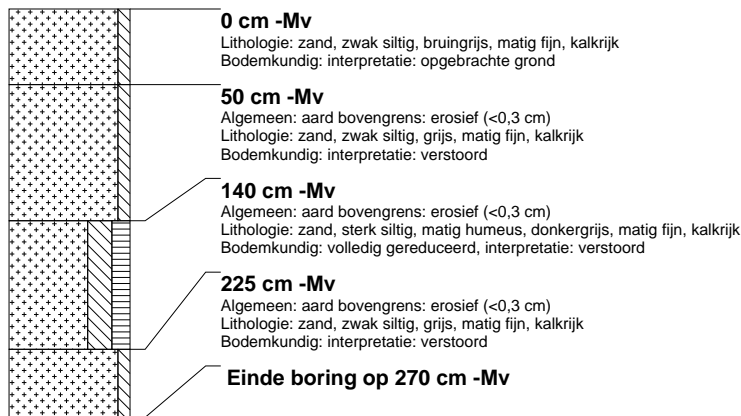 0 cm -Mv
Lithologie: zand, zwak siltig, bruingrijs, matig fijn, kalkrijk
Bodemkundig: interpretatie: opgebrachte grond
50 cm -Mv
Algemeen: aard bovengrens: erosief (<0,3 cm)
Lithologie: zand, zwak siltig, grijs, matig fijn, kalkrijk
Bodemkundig: interpretatie: verstoord
140 cm -Mv
Algemeen: aard bovengrens: erosief (<0,3 cm)
Lithologie: zand, sterk siltig, matig humeus, donkergrijs, matig fijn, kalkrijk
Bodemkundig: volledig gereduceerd, interpretatie: verstoord
225 cm -Mv
Algemeen: aard bovengrens: erosief (<0,3 cm)
Lithologie: zand, zwak siltig, grijs, matig fijn, kalkrijk
Bodemkundig: interpretatie: verstoord
Einde boring op 270 cm -Mv